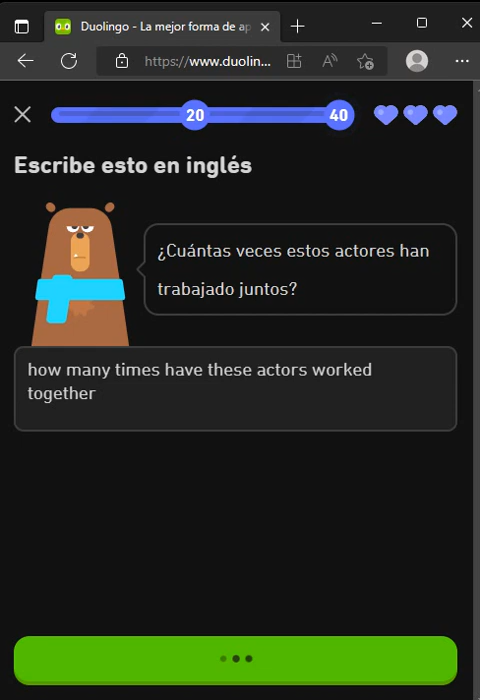 Duolingo - La mejor forma de ap
https://www.duolin...
20
40
Escribe esto en inglés
¿Cuántas veces estos actores han
trabajado juntos?
how many times have these actors worked
together